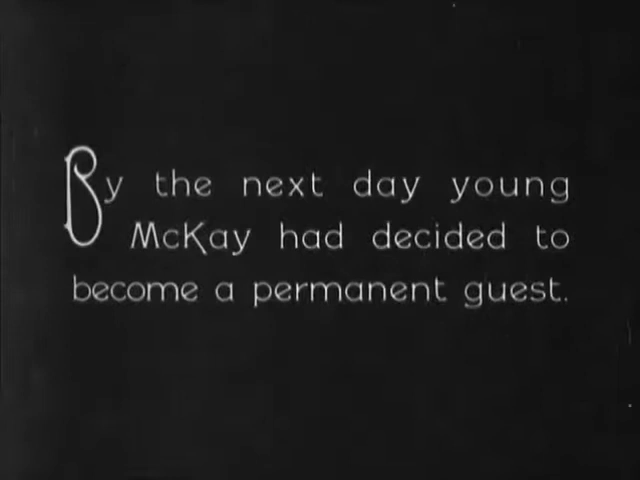 By the next day young
McKay had decided to
become a permanent guest.